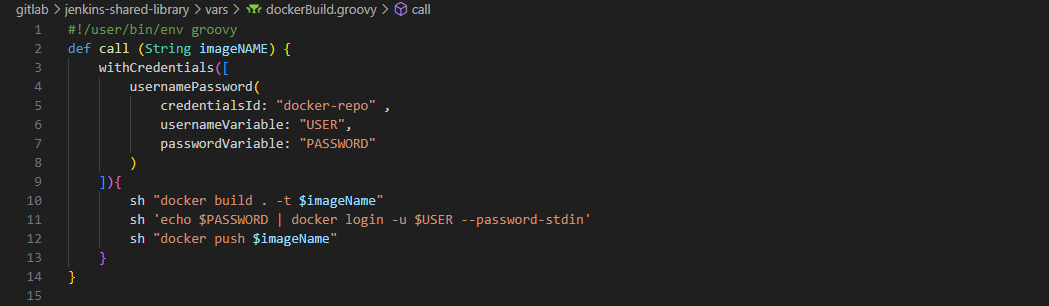 gitlab > jenkins-shared-library > vars > dockerBuild.groovy > call
1 #!/user/bin/env groovy
2 def call (String imageNAME) {
3     withCredentials([
4         usernamePassword(
5             credentialsId: "docker-repo" ,
6             usernameVariable: "USER",
7             passwordVariable: "PASSWORD"
8         )
9     ]){
10         sh "docker build . -t $imageName"
11         sh 'echo $PASSWORD | docker login -u $USER --password-stdin'
12         sh "docker push $imageName"
13     }
14 }
15